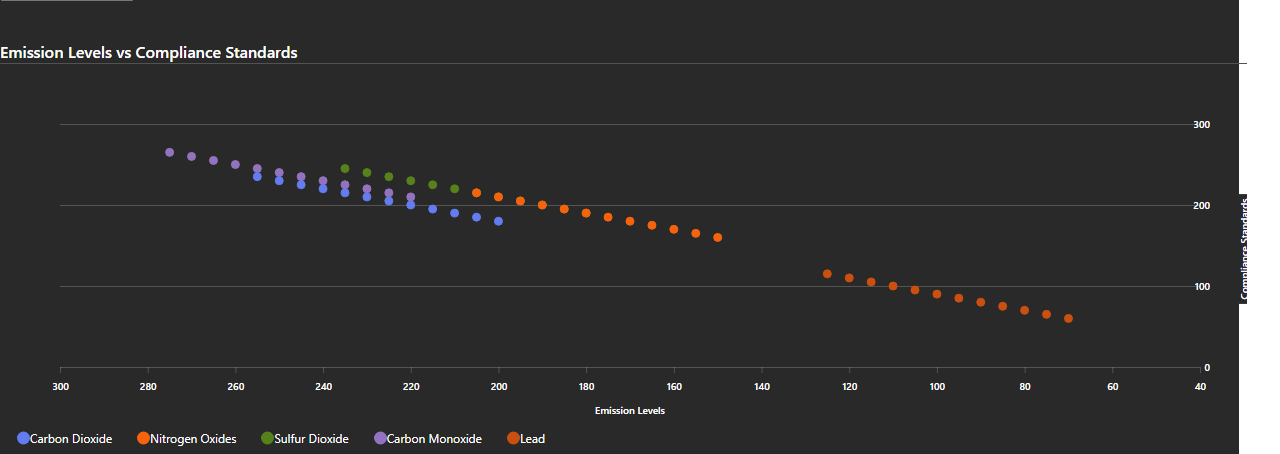 Emission Levels vs Compliance Standards
300
200
100
0
Compliance Standards
300 280 260 240 220 200 180 160 140 120 100 80 60 40
Emission Levels
Carbon Dioxide Nitrogen Oxides Sulfur Dioxide Carbon Monoxide Lead